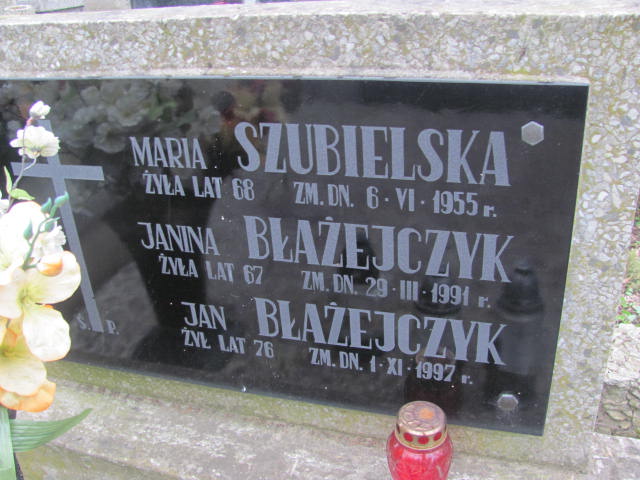 MARIA SZUBIELSKA
ŻYŁA LAT 68 ZM. DN. 6 · VI · 1955 r.
JANINA BŁAŻEJCZYK
ŻYŁA LAT 67 ZM. DN. 29 · III · 1991 r.
JAN BŁAŻEJCZYK
ŻYŁ LAT 76 ZM. DN. 1 · XI · 1997 r.
Ś. P.